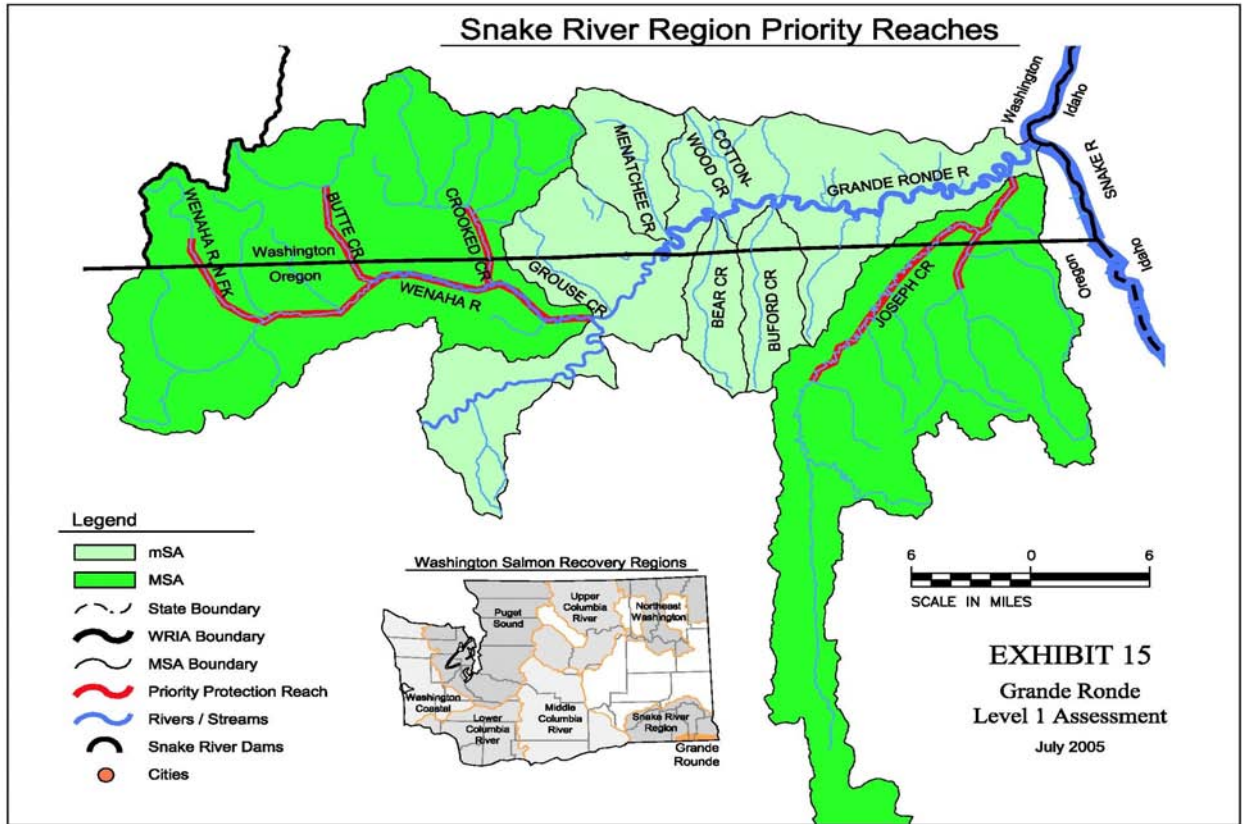 Snake River Region Priority Reaches
Washington
Idaho
SNAKE R
MENATCHEE CR
COTTON-
WOOD CR
GRANDE RONDE R
WENAHA R, N FK
BUTTE CR
CROOKED CR
Washington
Oregon
WENAHA R
GROUSE CR
BEAR CR
BUFORD CR
JOSEPH CR
Oregon
Idaho
Legend
mSA
MSA
State Boundary
WRIA Boundary
MSA Boundary
Priority Protection Reach
Rivers / Streams
Snake River Dams
Cities
Washington Salmon Recovery Regions
Puget
Sound
Upper
Columbia
River
Northeast
Washington
Washington
Coastal
Lower
Columbia
River
Middle
Columbia
River
Snake River
Region
Grande
Rounde
6 0 6
SCALE IN MILES
EXHIBIT 15
Grande Ronde
Level 1 Assessment
July 2005